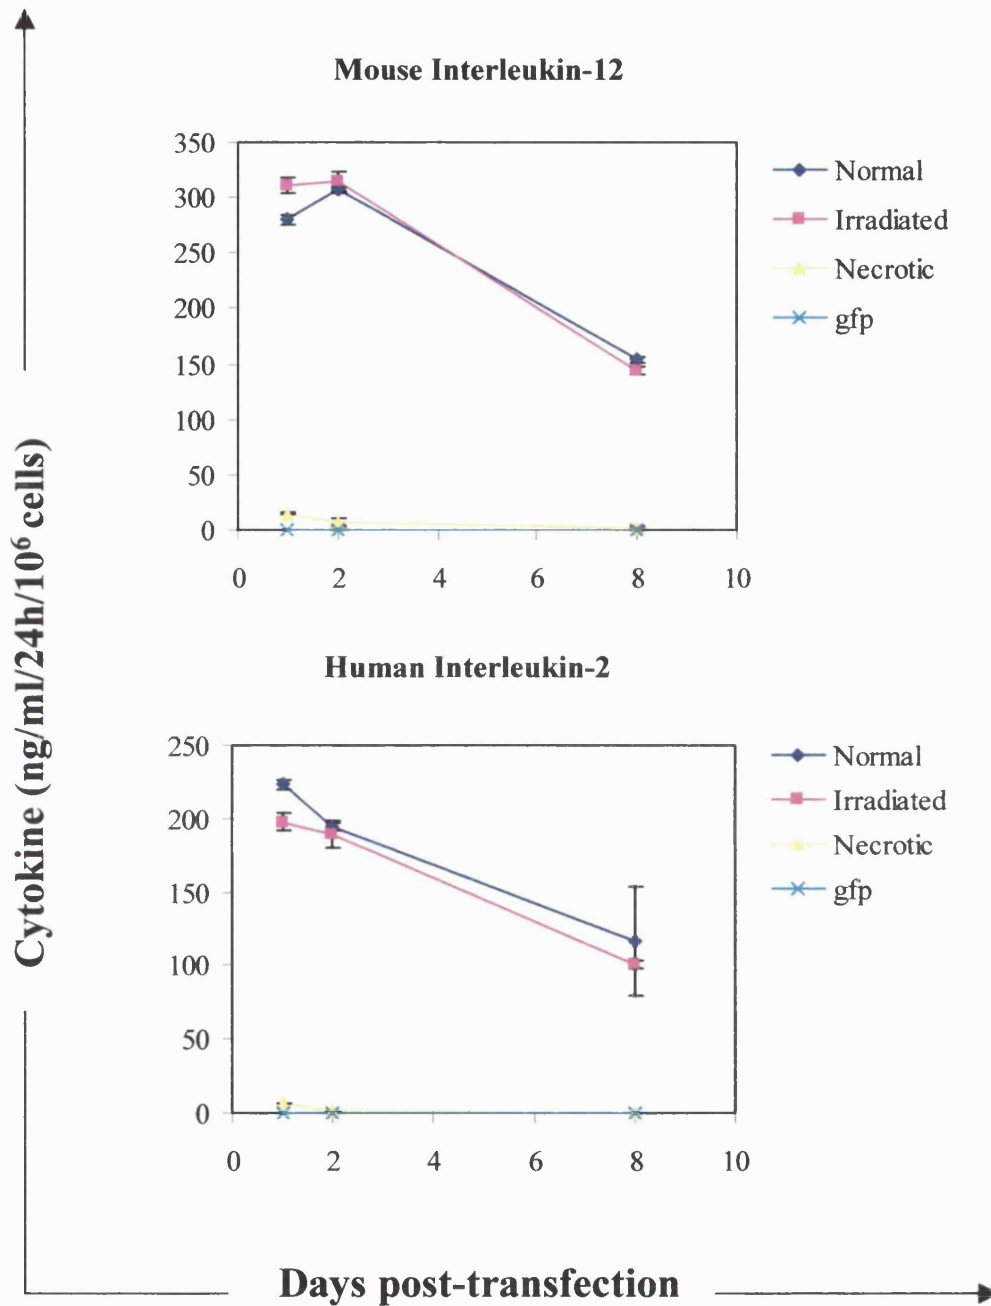 Mouse Interleukin-12
350
300
250
200
150
100
50
0
0 2 4 6 8 10
Normal
Irradiated
Necrotic
gfp
Cytokine (ng/ml/24h/10⁶ cells)
Human Interleukin-2
250
200
150
100
50
0
0 2 4 6 8 10
Normal
Irradiated
Necrotic
gfp
Days post-transfection